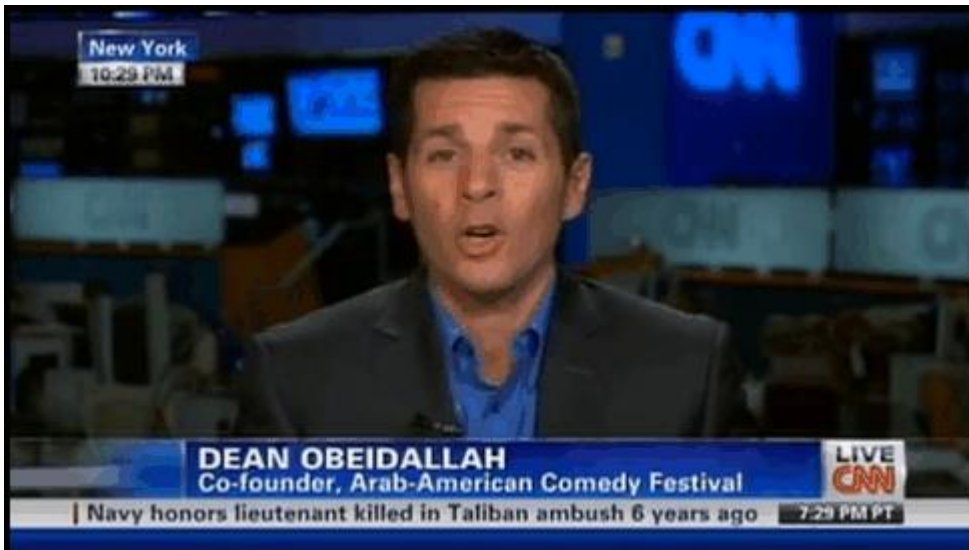 New York
10:29 PM
CNN
CNN
DEAN OBEIDALLAH
Co-founder, Arab-American Comedy Festival
LIVE
CNN
Navy honors lieutenant killed in Taliban ambush 6 years ago
7:29 PM PT